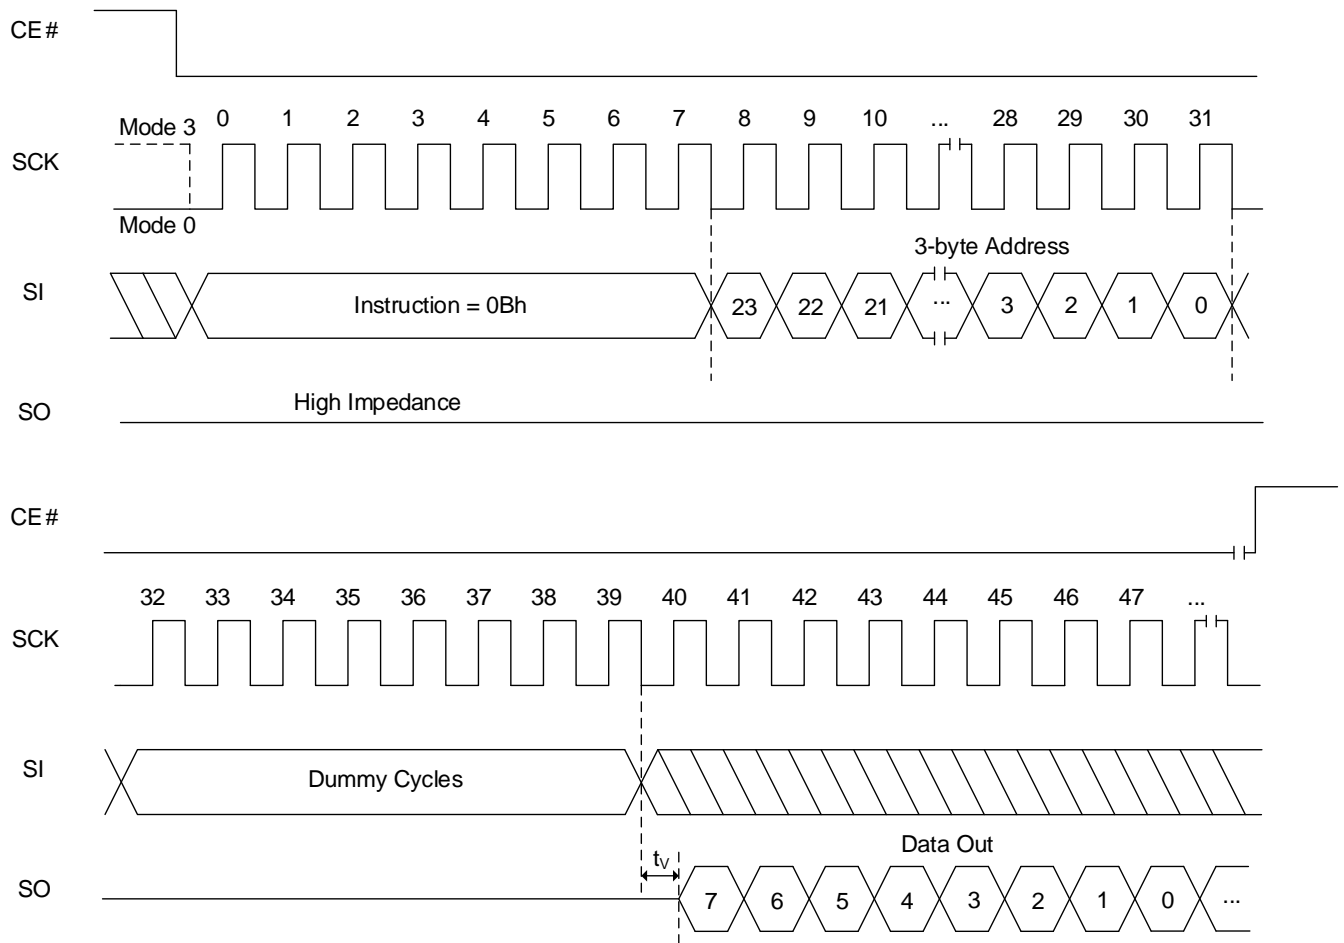 CE#
Mode 3 0 1 2 3 4 5 6 7 8 9 10 ... 28 29 30 31
SCK
Mode 0
3-byte Address
SI Instruction = 0Bh 23 22 21 ... 3 2 1 0
SO High Impedance
CE#
32 33 34 35 36 37 38 39 40 41 42 43 44 45 46 47 ...
SCK
SI Dummy Cycles
Data Out
tV
SO 7 6 5 4 3 2 1 0 ...